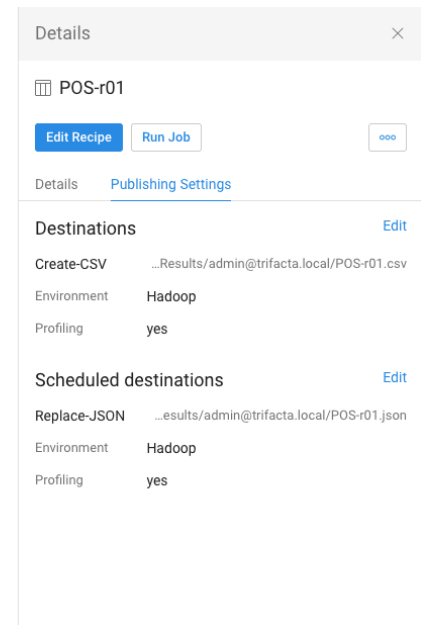 Details
POS-r01
Edit Recipe Run Job
Details Publishing Settings
Destinations Edit
Create-CSV ...Results/admin@trifacta.local/POS-r01.csv
Environment Hadoop
Profiling yes
Scheduled destinations Edit
Replace-JSON ...esults/admin@trifacta.local/POS-r01.json
Environment Hadoop
Profiling yes